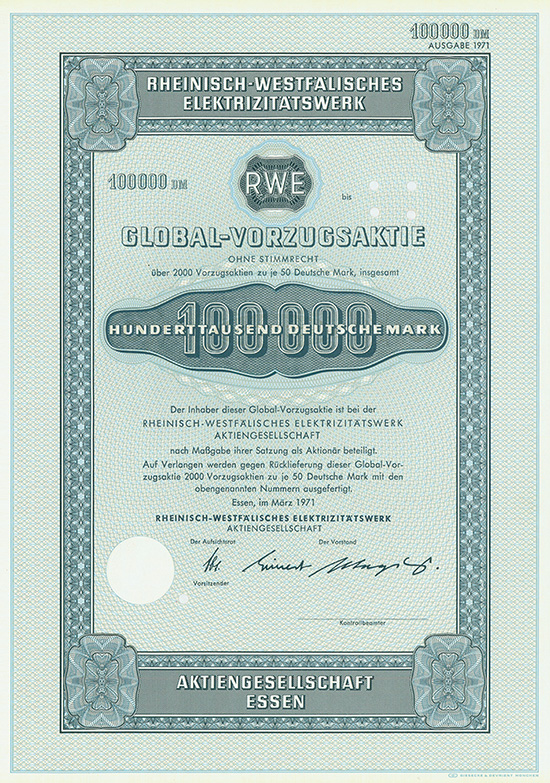 100000 DM
AUSGABE 1971
RHEINISCH-WESTFÄLISCHES
ELEKTRIZITÄTSWERK
100000 DM
RWE
bis
GLOBAL-VORZUGSAKTIE
OHNE STIMMRECHT
über 2000 Vorzugsaktien zu je 50 Deutsche Mark, insgesamt
100000
HUNDERTTAUSEND DEUTSCHE MARK
Der Inhaber dieser Global-Vorzugsaktie ist bei der
RHEINISCH-WESTFÄLISCHES ELEKTRIZITÄTSWERK
AKTIENGESELLSCHAFT
nach Maßgabe ihrer Satzung als Aktionär beteiligt.
Auf Verlangen werden gegen Rücklieferung dieser Global-Vor-
zugsaktie 2000 Vorzugsaktien zu je 50 Deutsche Mark mit den
obengenannten Nummern ausgefertigt.
Essen, im März 1971
RHEINISCH-WESTFÄLISCHES ELEKTRIZITÄTSWERK
AKTIENGESELLSCHAFT
Der Aufsichtsrat Der Vorstand
Vorsitzender
Kontrollbeamter
AKTIENGESELLSCHAFT
ESSEN
GIESECKE & DEVRIENT MÜNCHEN